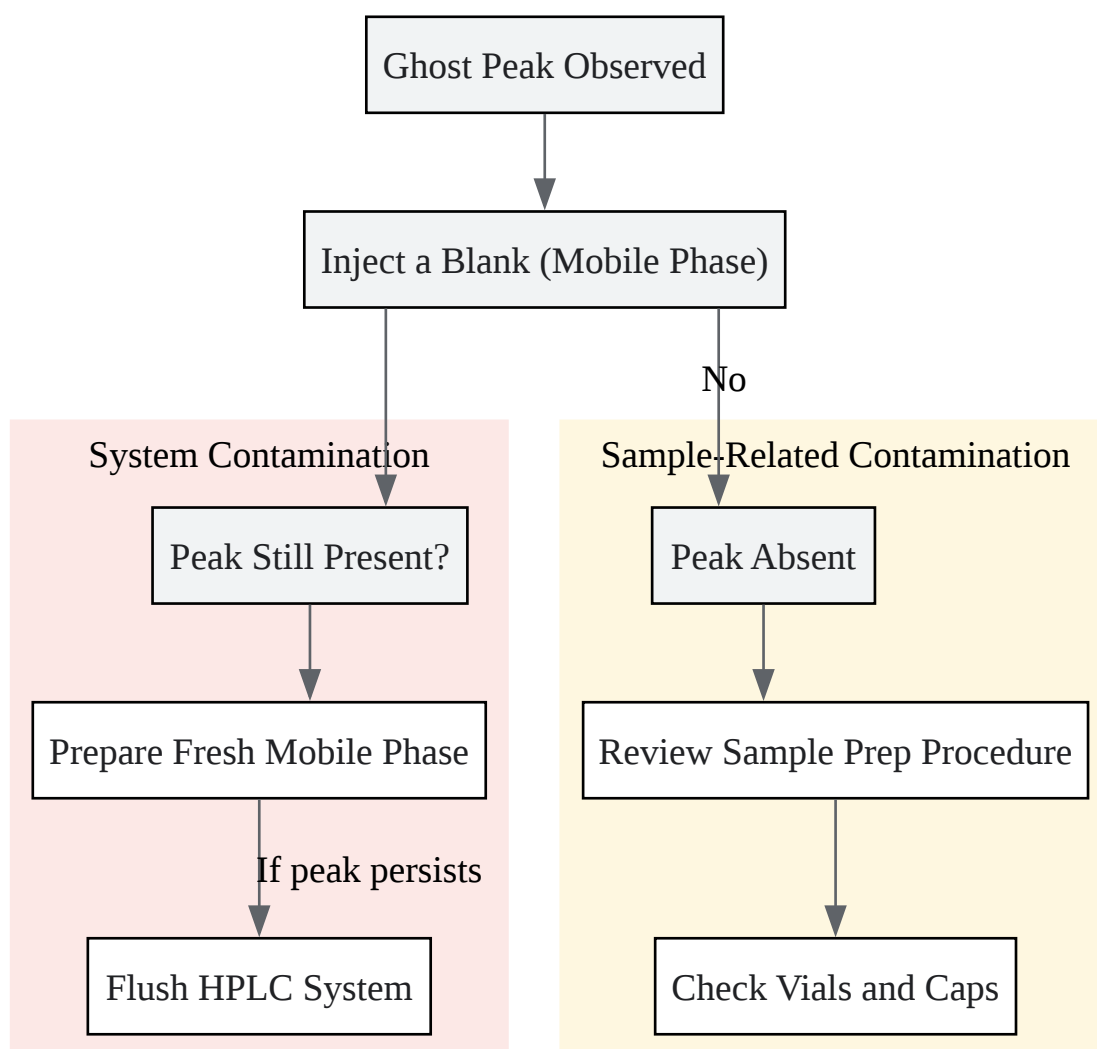 Ghost Peak Observed
Inject a Blank (Mobile Phase)
No
System Contamination
Sample-Related Contamination
Peak Still Present?
Peak Absent
Prepare Fresh Mobile Phase
Review Sample Prep Procedure
If peak persists
Flush HPLC System
Check Vials and Caps